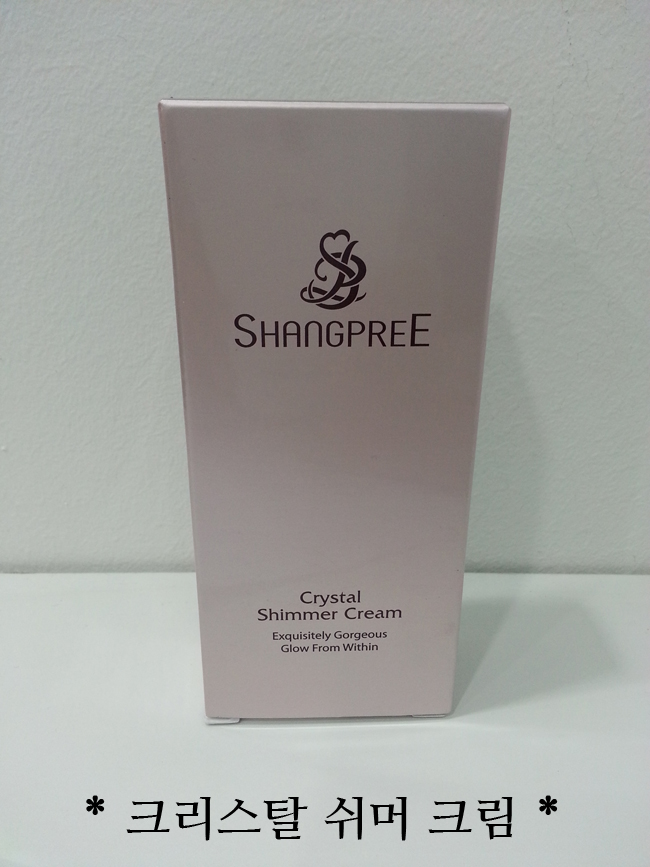 SHANGPREE
Crystal
Shimmer Cream
Exquisitely Gorgeous
Glow From Within
* 크리스탈 쉬머 크림 *